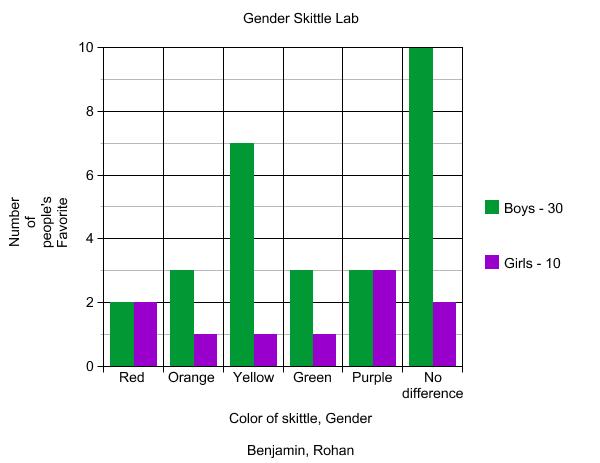 Gender Skittle Lab
10
8
6
4
2
0
Number
of
people's
Favorite
Boys - 30
Girls - 10
Red Orange Yellow Green Purple No
difference
Color of skittle, Gender
Benjamin, Rohan